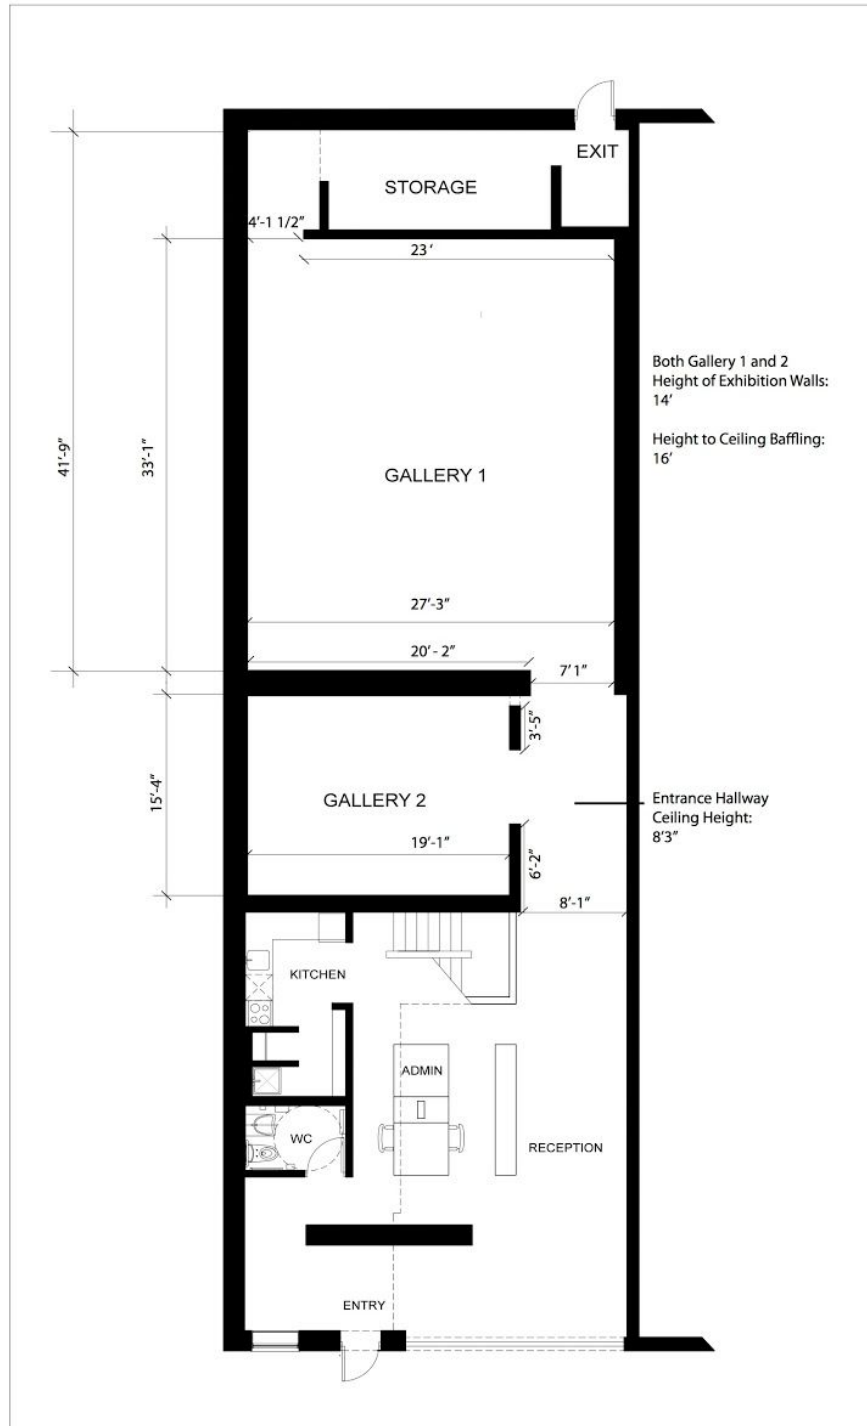 EXIT
STORAGE
4'-1 1/2"
23'
Both Gallery 1 and 2
Height of Exhibition Walls:
14'
Height to Ceiling Baffling:
16'
41'-9"
33'-1"
GALLERY 1
27'-3"
20'- 2"
7' 1"
3'-5"
15'-4"
GALLERY 2
Entrance Hallway
Ceiling Height:
8'3"
19'-1"
6'-2"
8'-1"
KITCHEN
ADMIN
WC
RECEPTION
ENTRY